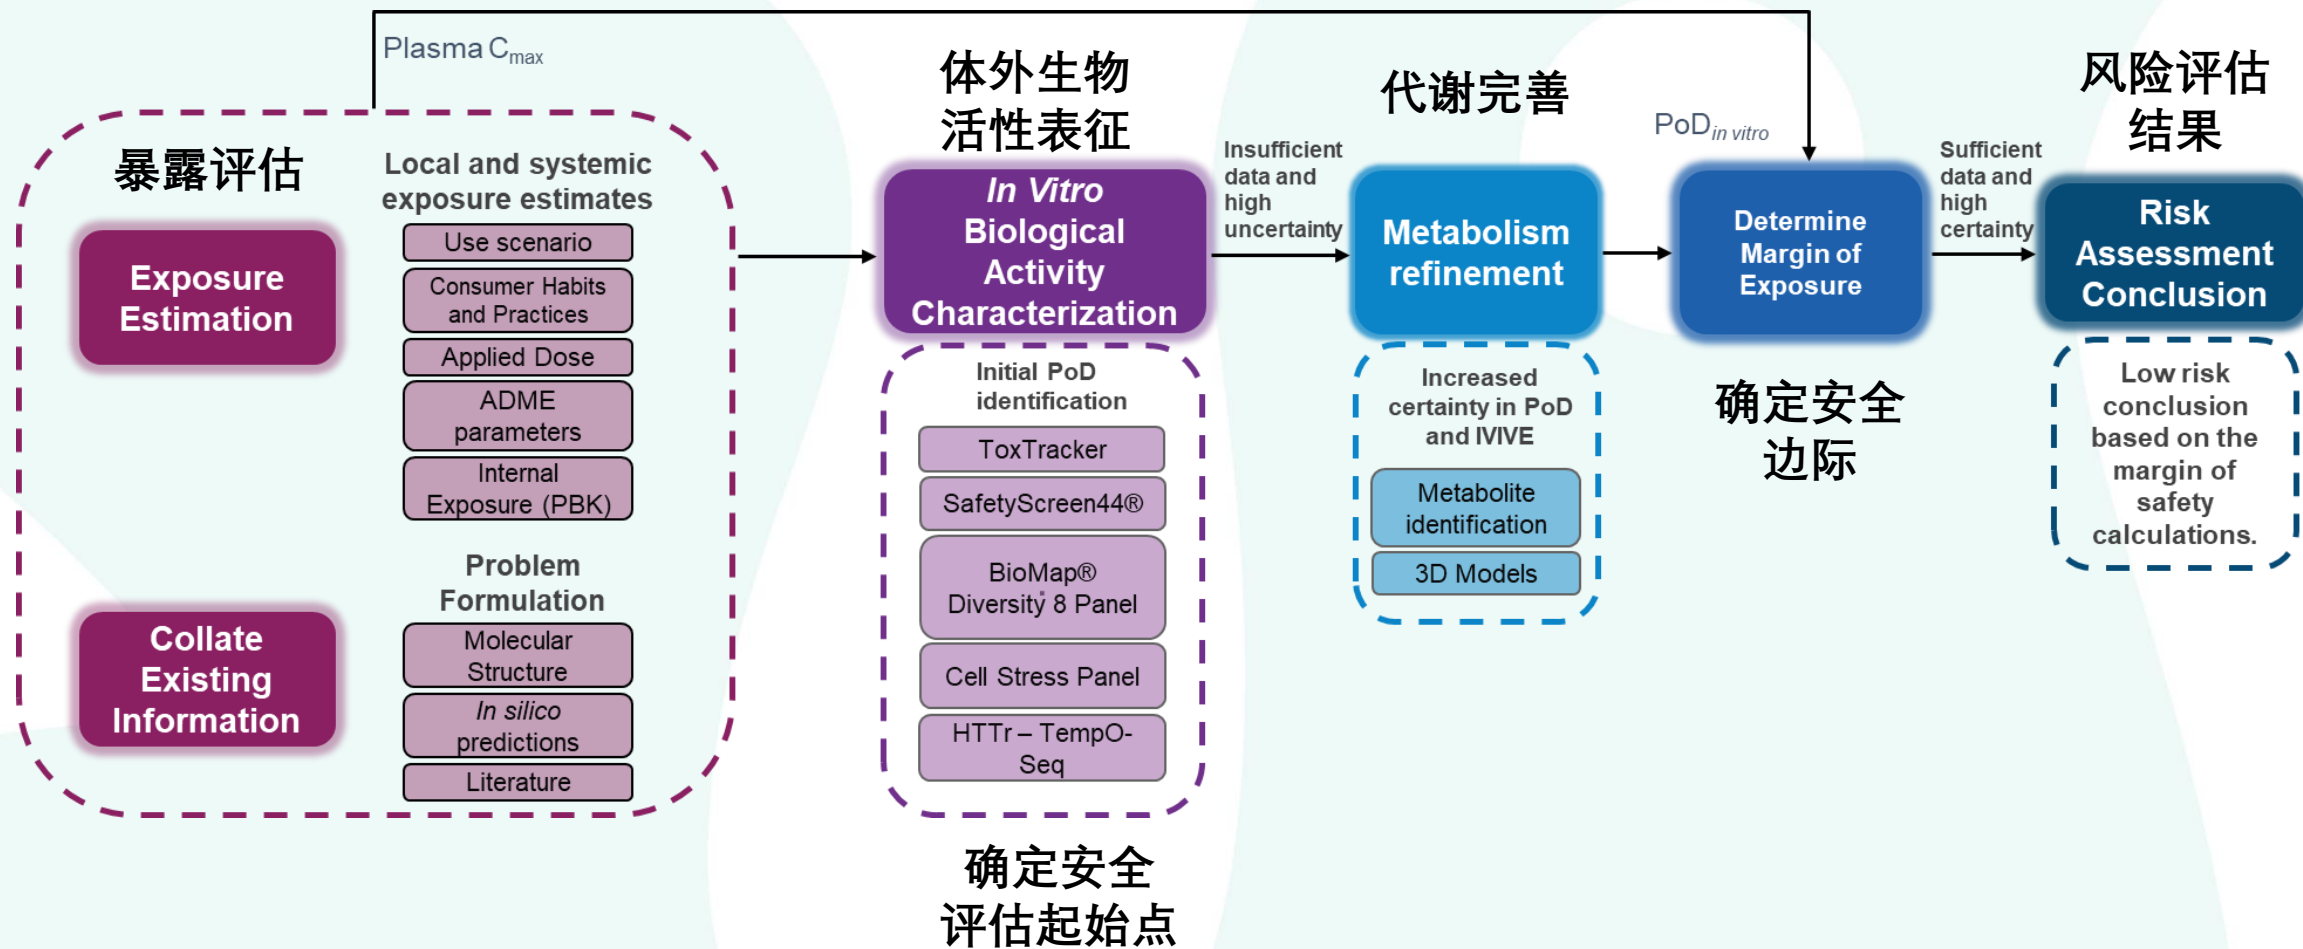 Plasma Cmax
暴露评估
Local and systemic
exposure estimates
Exposure
Estimation
Use scenario
Consumer Habits
and Practices
Applied Dose
ADME
parameters
Internal
Exposure (PBK)
Problem
Formulation
Collate
Existing
Information
Molecular
Structure
In silico
predictions
Literature
体外生物
活性表征
In Vitro
Biological
Activity
Characterization
Initial PoD
identification
ToxTracker
SafetyScreen44®
BioMap®
Diversity 8 Panel
Cell Stress Panel
HTTr – TempO-
Seq
确定安全
评估起始点
Insufficient
data and
high
uncertainty
代谢完善
Metabolism
refinement
Increased
certainty in PoD
and IVIVE
Metabolite
identification
3D Models
PoDin vitro
Determine
Margin of
Exposure
确定安全
边际
Sufficient
data and
high
certainty
风险评估
结果
Risk
Assessment
Conclusion
Low risk
conclusion
based on the
margin of
safety
calculations.